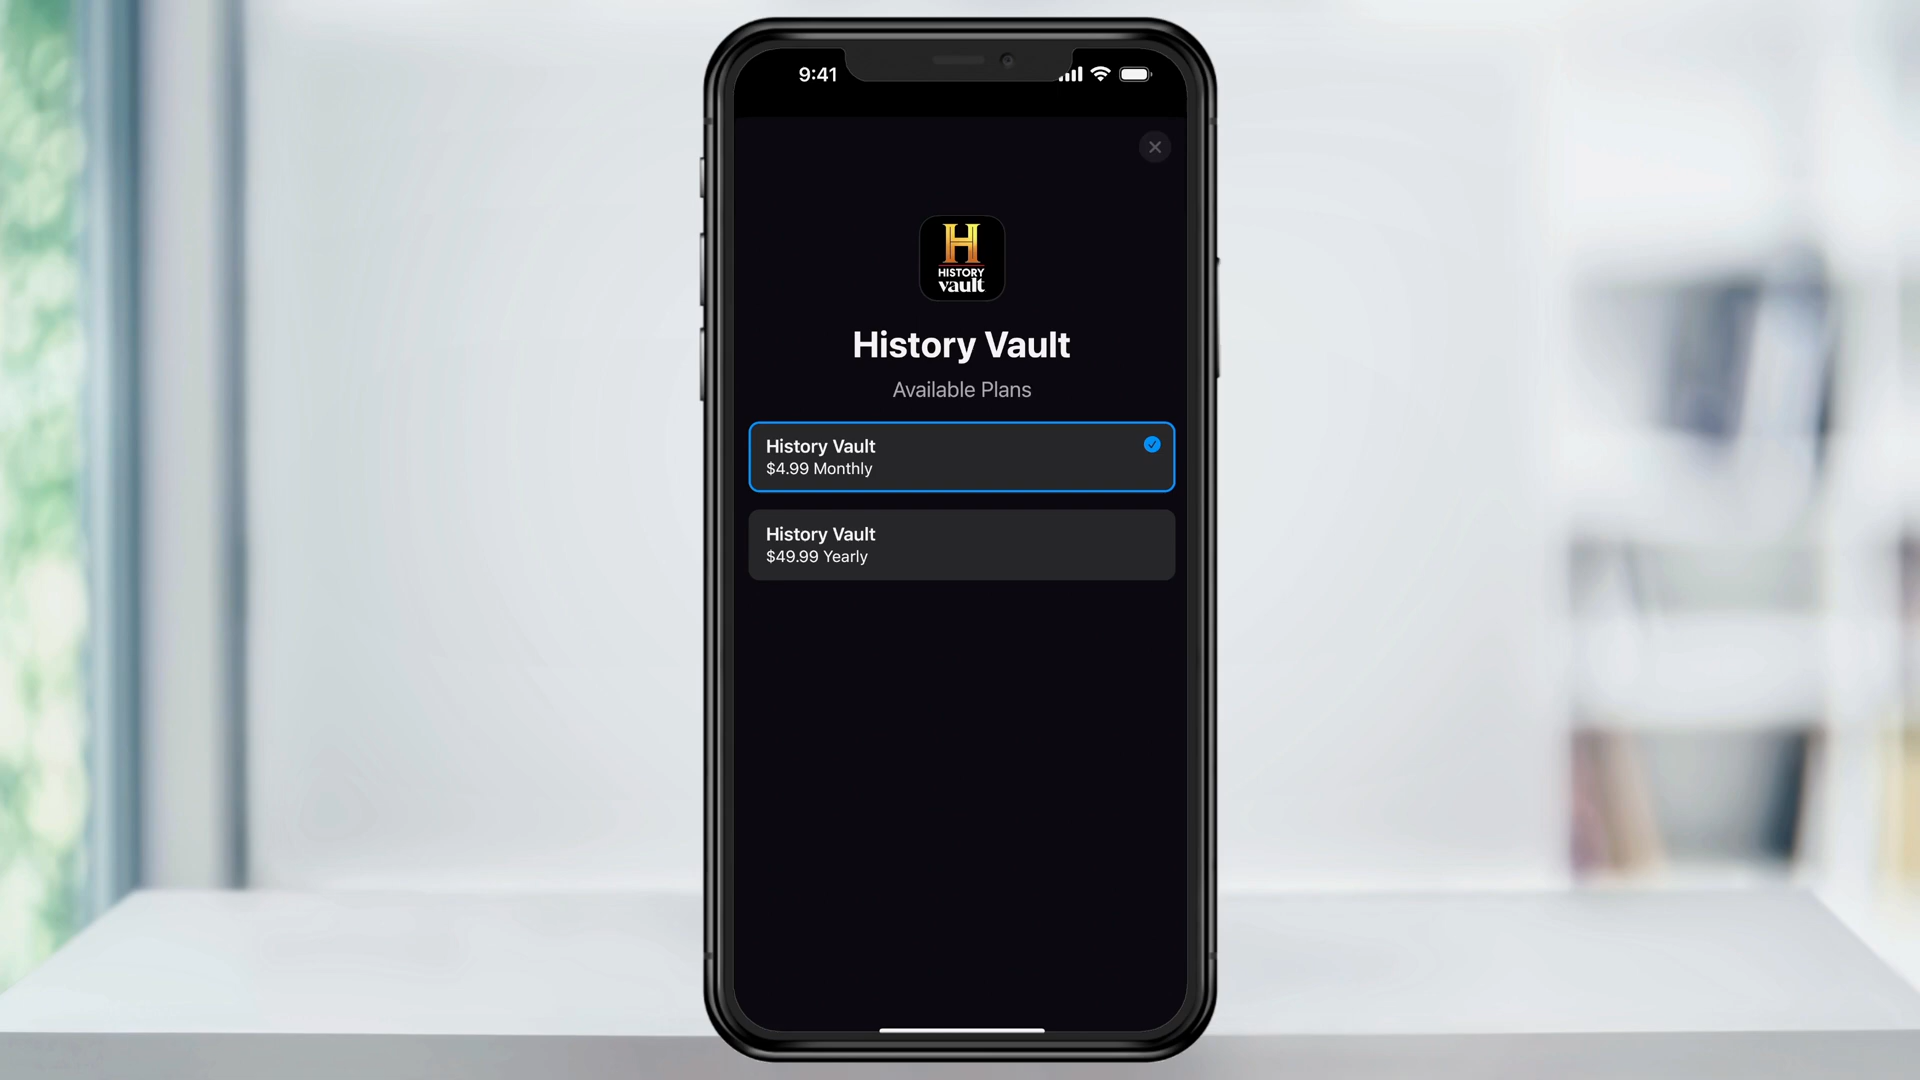 9:41
H
HISTORY
vault
History Vault
Available Plans
History Vault
$4.99 Monthly
History Vault
$49.99 Yearly